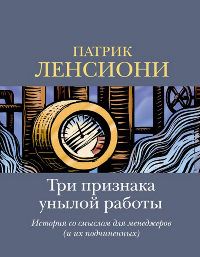 ПАТРИК
ЛЕНСИОНИ
Три признака
унылой работы
История со смыслом для менеджеров
(и их подчиненных)